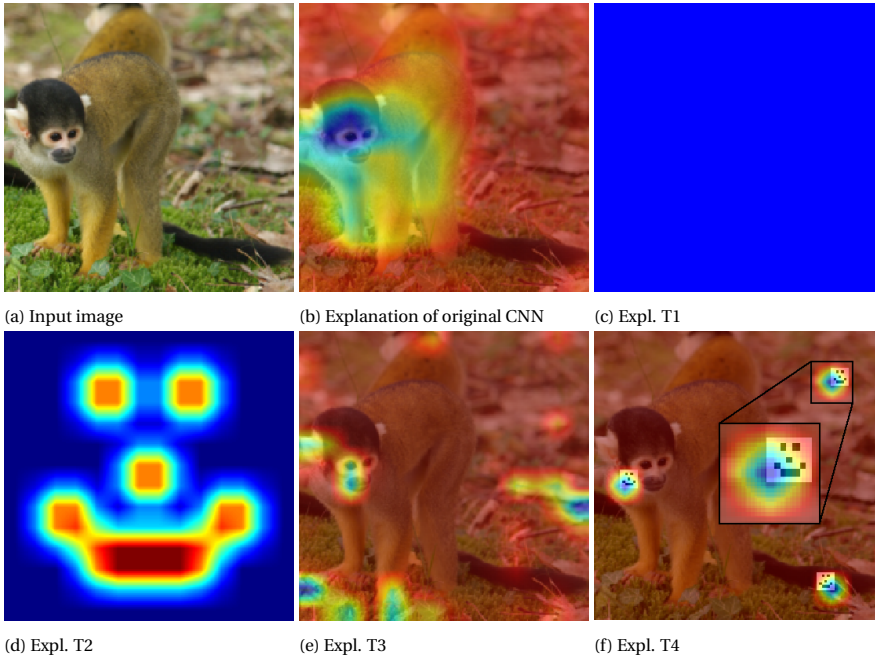 (a) Input image
(b) Explanation of original CNN
(c) Expl. T1
(d) Expl. T2
(e) Expl. T3
(f) Expl. T4